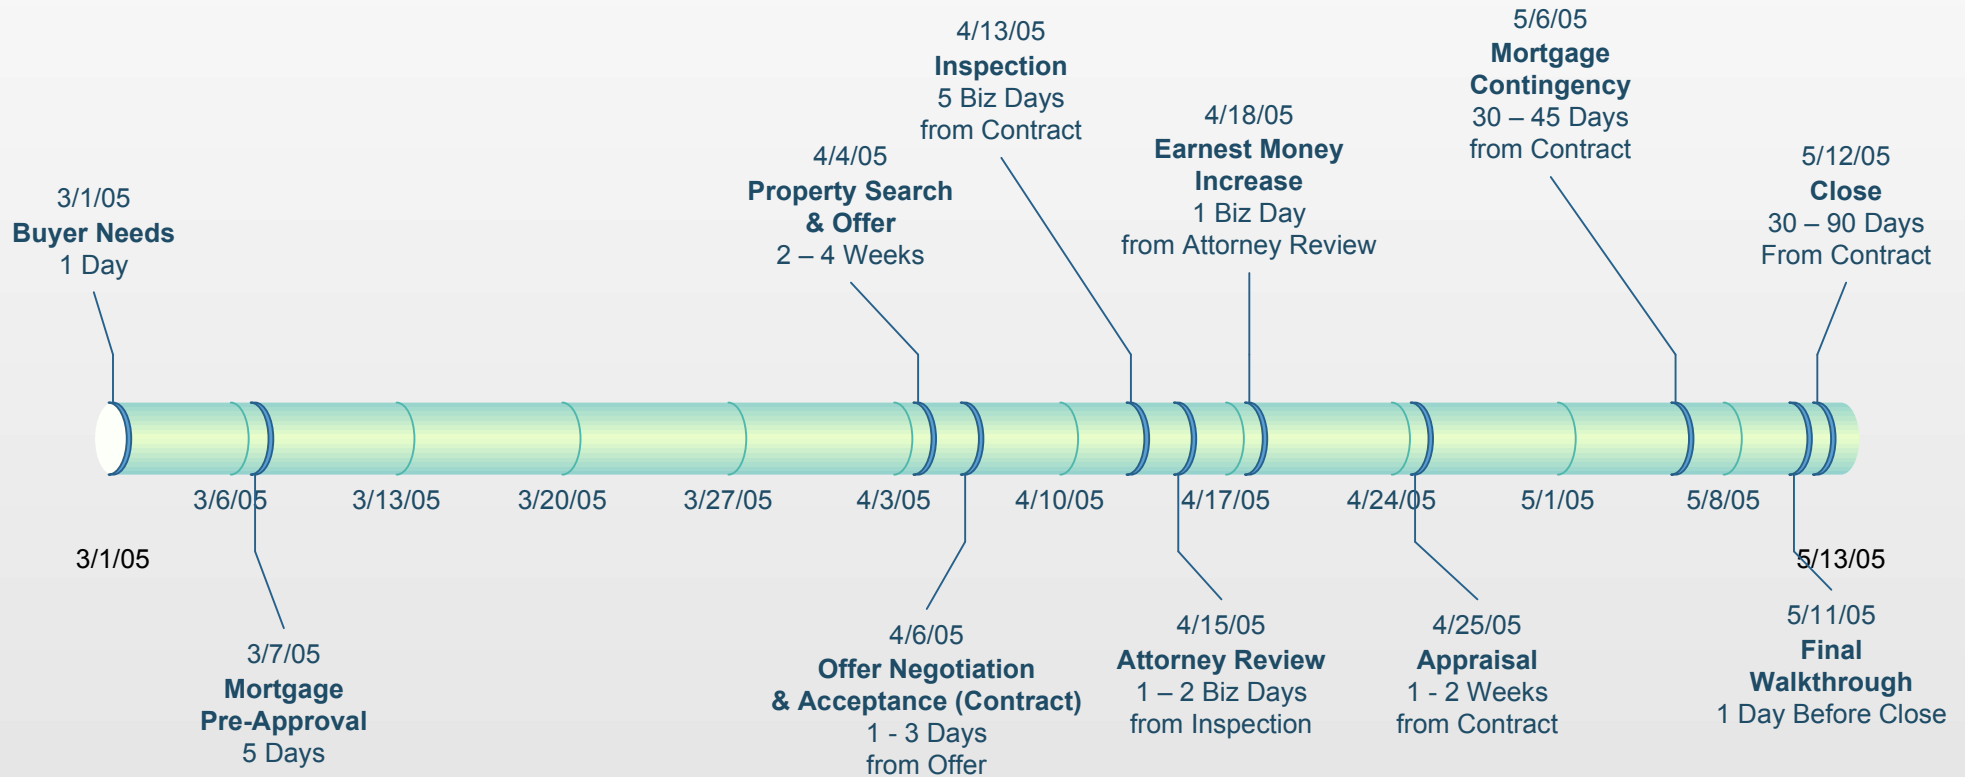 3/1/05
Buyer Needs
1 Day
4/4/05
Property Search
& Offer
2 – 4 Weeks
4/13/05
Inspection
5 Biz Days
from Contract
4/18/05
Earnest Money
Increase
1 Biz Day
from Attorney Review
5/6/05
Mortgage
Contingency
30 – 45 Days
from Contract
5/12/05
Close
30 – 90 Days
From Contract
3/6/05
3/13/05
3/20/05
3/27/05
4/3/05
4/10/05
4/17/05
4/24/05
5/1/05
5/8/05
3/1/05
5/13/05
3/7/05
Mortgage
Pre-Approval
5 Days
4/6/05
Offer Negotiation
& Acceptance (Contract)
1 - 3 Days
from Offer
4/15/05
Attorney Review
1 – 2 Biz Days
from Inspection
4/25/05
Appraisal
1 - 2 Weeks
from Contract
5/11/05
Final
Walkthrough
1 Day Before Close